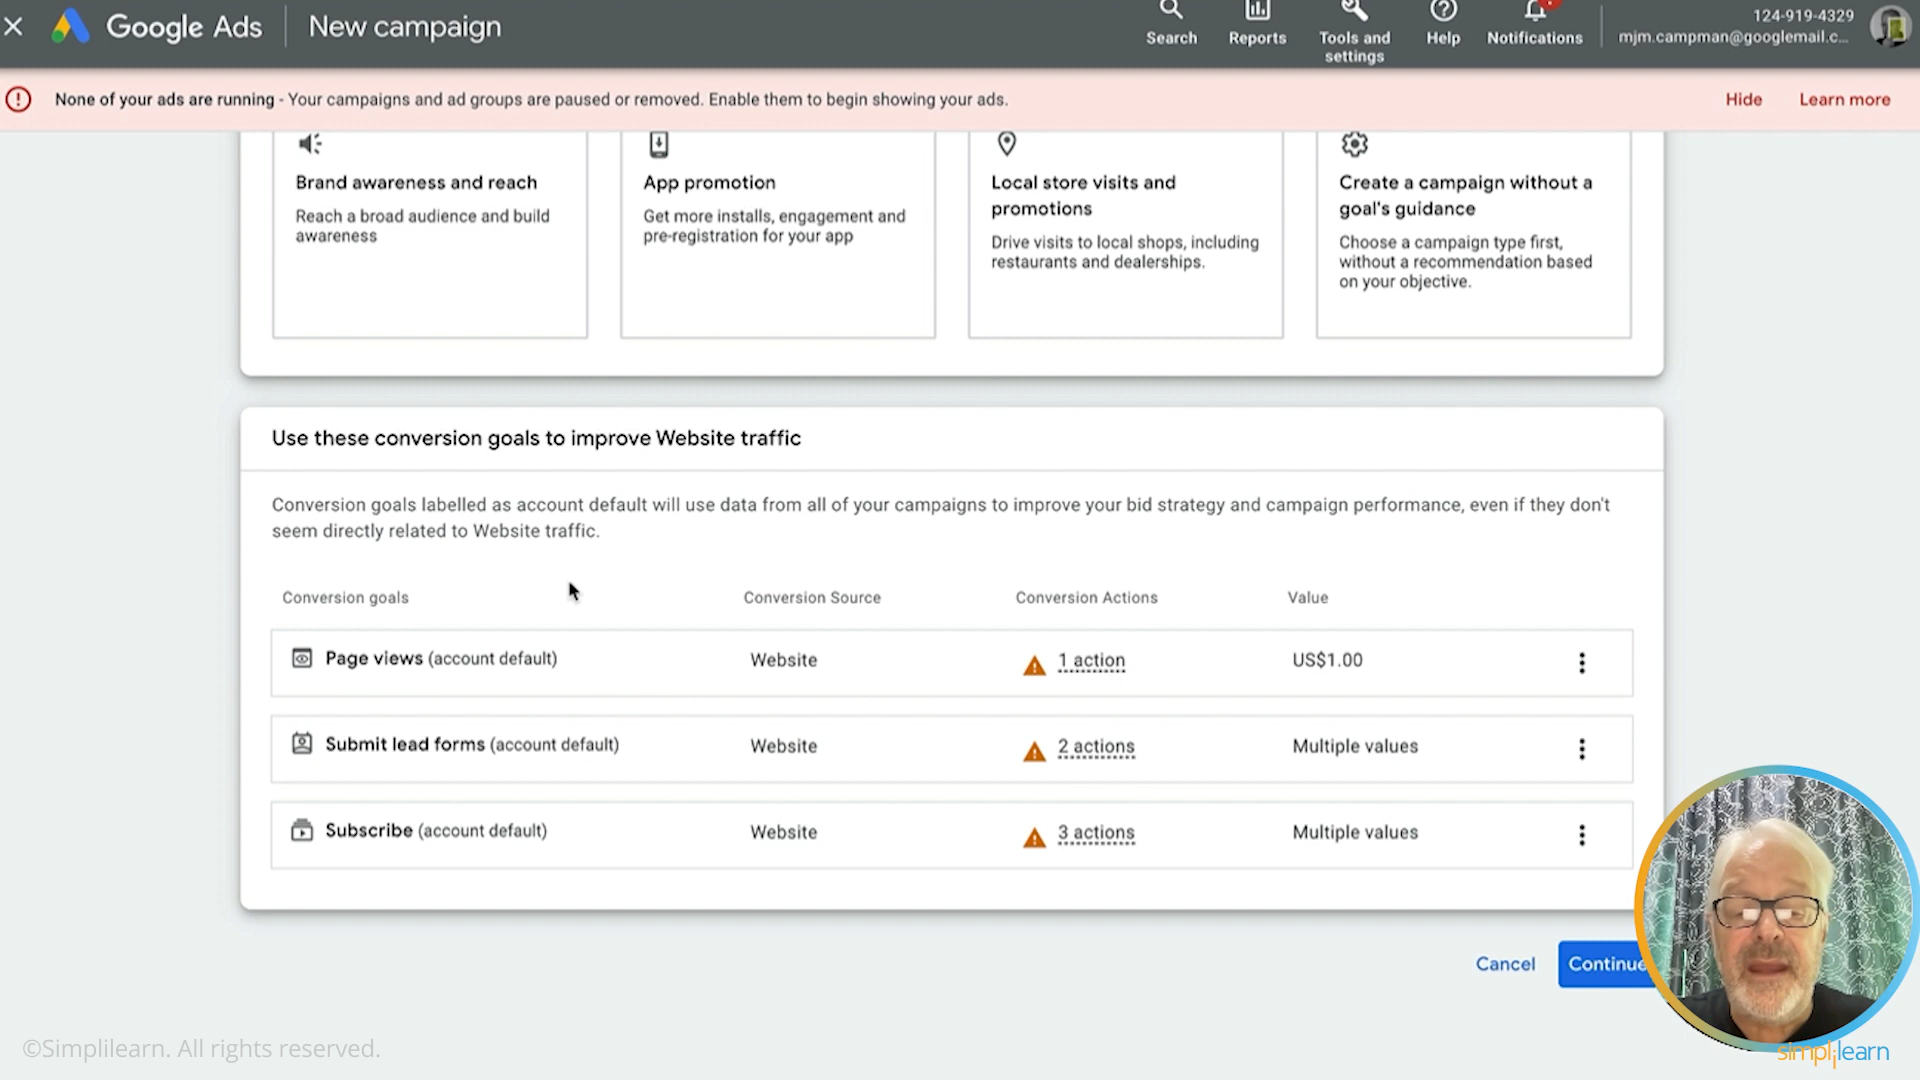 Google Ads
New campaign
Search
Reports
Tools and
settings
Help
Notifications
124-919-4329
mjm.campman@googlemail.c...
None of your ads are running - Your campaigns and ad groups are paused or removed. Enable them to begin showing your ads.
Hide
Learn more
Brand awareness and reach
Reach a broad audience and build
awareness
App promotion
Get more installs, engagement and
pre-registration for your app
Local store visits and
promotions
Drive visits to local shops, including
restaurants and dealerships.
Create a campaign without a
goal's guidance
Choose a campaign type first,
without a recommendation based
on your objective.
Use these conversion goals to improve Website traffic
Conversion goals labelled as account default will use data from all of your campaigns to improve your bid strategy and campaign performance, even if they don't
seem directly related to Website traffic.
Conversion goals Conversion Source Conversion Actions Value
Page views (account default) Website 1 action US$1.00
Submit lead forms (account default) Website 2 actions Multiple values
Subscribe (account default) Website 3 actions Multiple values
Cancel
Continue
©Simplilearn. All rights reserved.
simplilearn